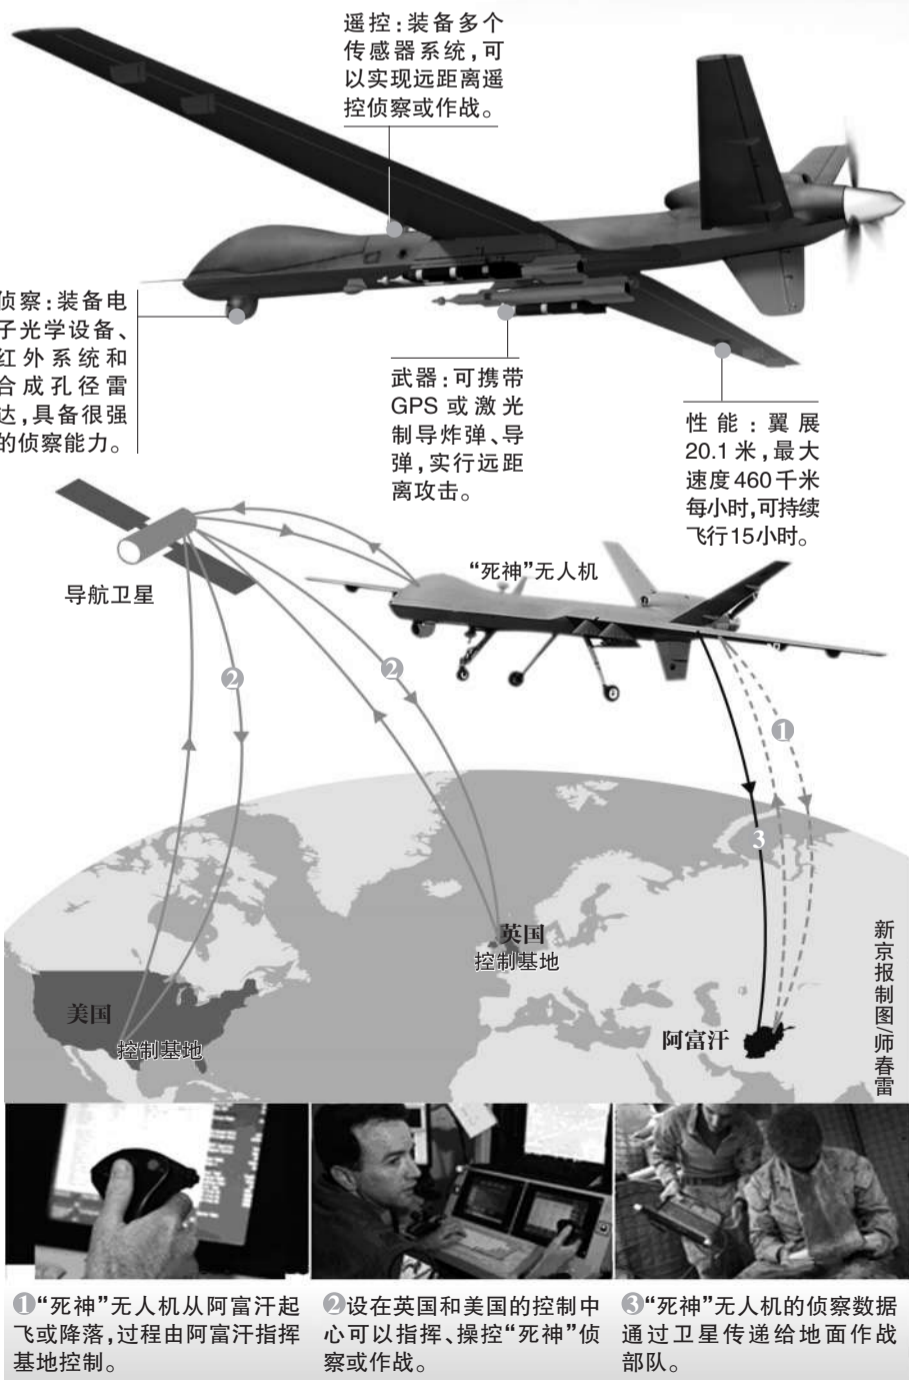 遥控:装备多个
传感器系统,可
以实现远距离遥
控侦察或作战。
侦察:装备电
子光学设备、
红外系统和
合成孔径雷
达,具备很强
的侦察能力。
武器:可携带
GPS或激光
制导炸弹、导
弹,实行远距
离攻击。
性能:翼展
20.1米,最大
速度460千米
每小时,可持续
飞行15小时。
导航卫星
“死神”无人机
2
2
1
3
英国
控制基地
美国
控制基地
阿富汗
新京报制图/师春雷
1“死神”无人机从阿富汗起
飞或降落,过程由阿富汗指挥
基地控制。
2设在英国和美国的控制中
心可以指挥、操控“死神”侦
察或作战。
3“死神”无人机的侦察数据
通过卫星传递给地面作战
部队。